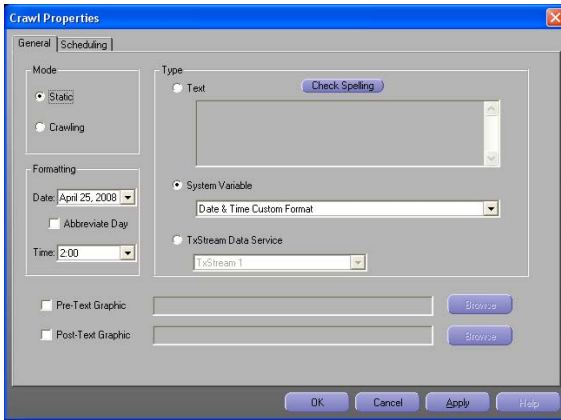 Crawl Properties
General Scheduling
Mode
Static
Crawling
Formatting
Date: April 25, 2008
Abbreviate Day
Time: 2:00
Type
Text Check Spelling
System Variable
Date & Time Custom Format
TxStream Data Service
TxStream 1
Pre-Text Graphic Browse
Post-Text Graphic Browse
OK Cancel Apply Help